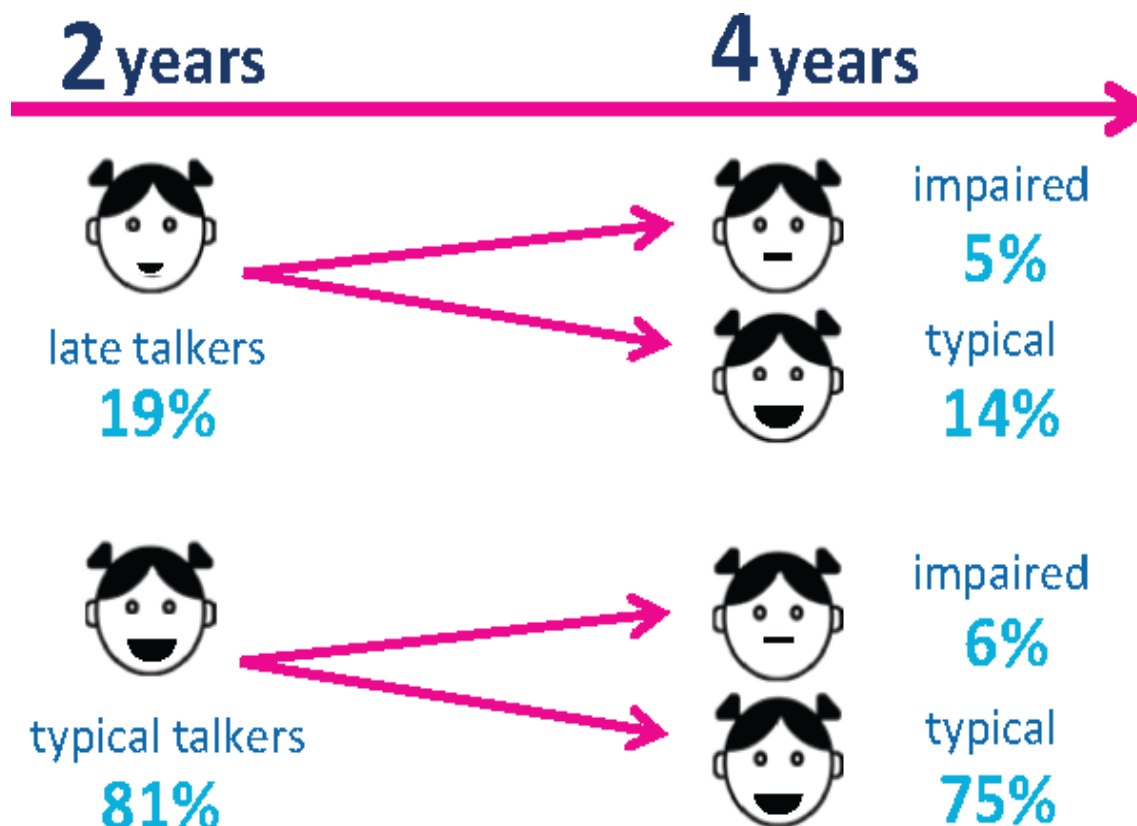 2 years
4 years
late talkers
19%
impaired
5%
typical
14%
typical talkers
81%
impaired
6%
typical
75%